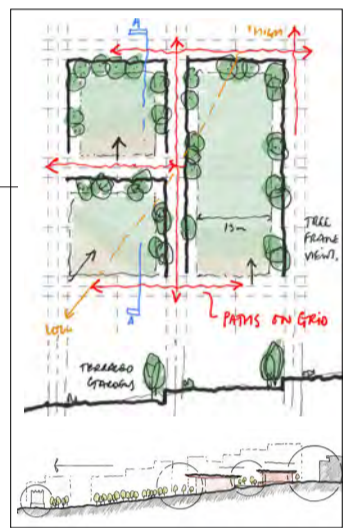 A
HIGH
15m
TREE
FRAME
VIEWS.
LOW
A
PATHS ON GRID
TERRACED
GARDENS